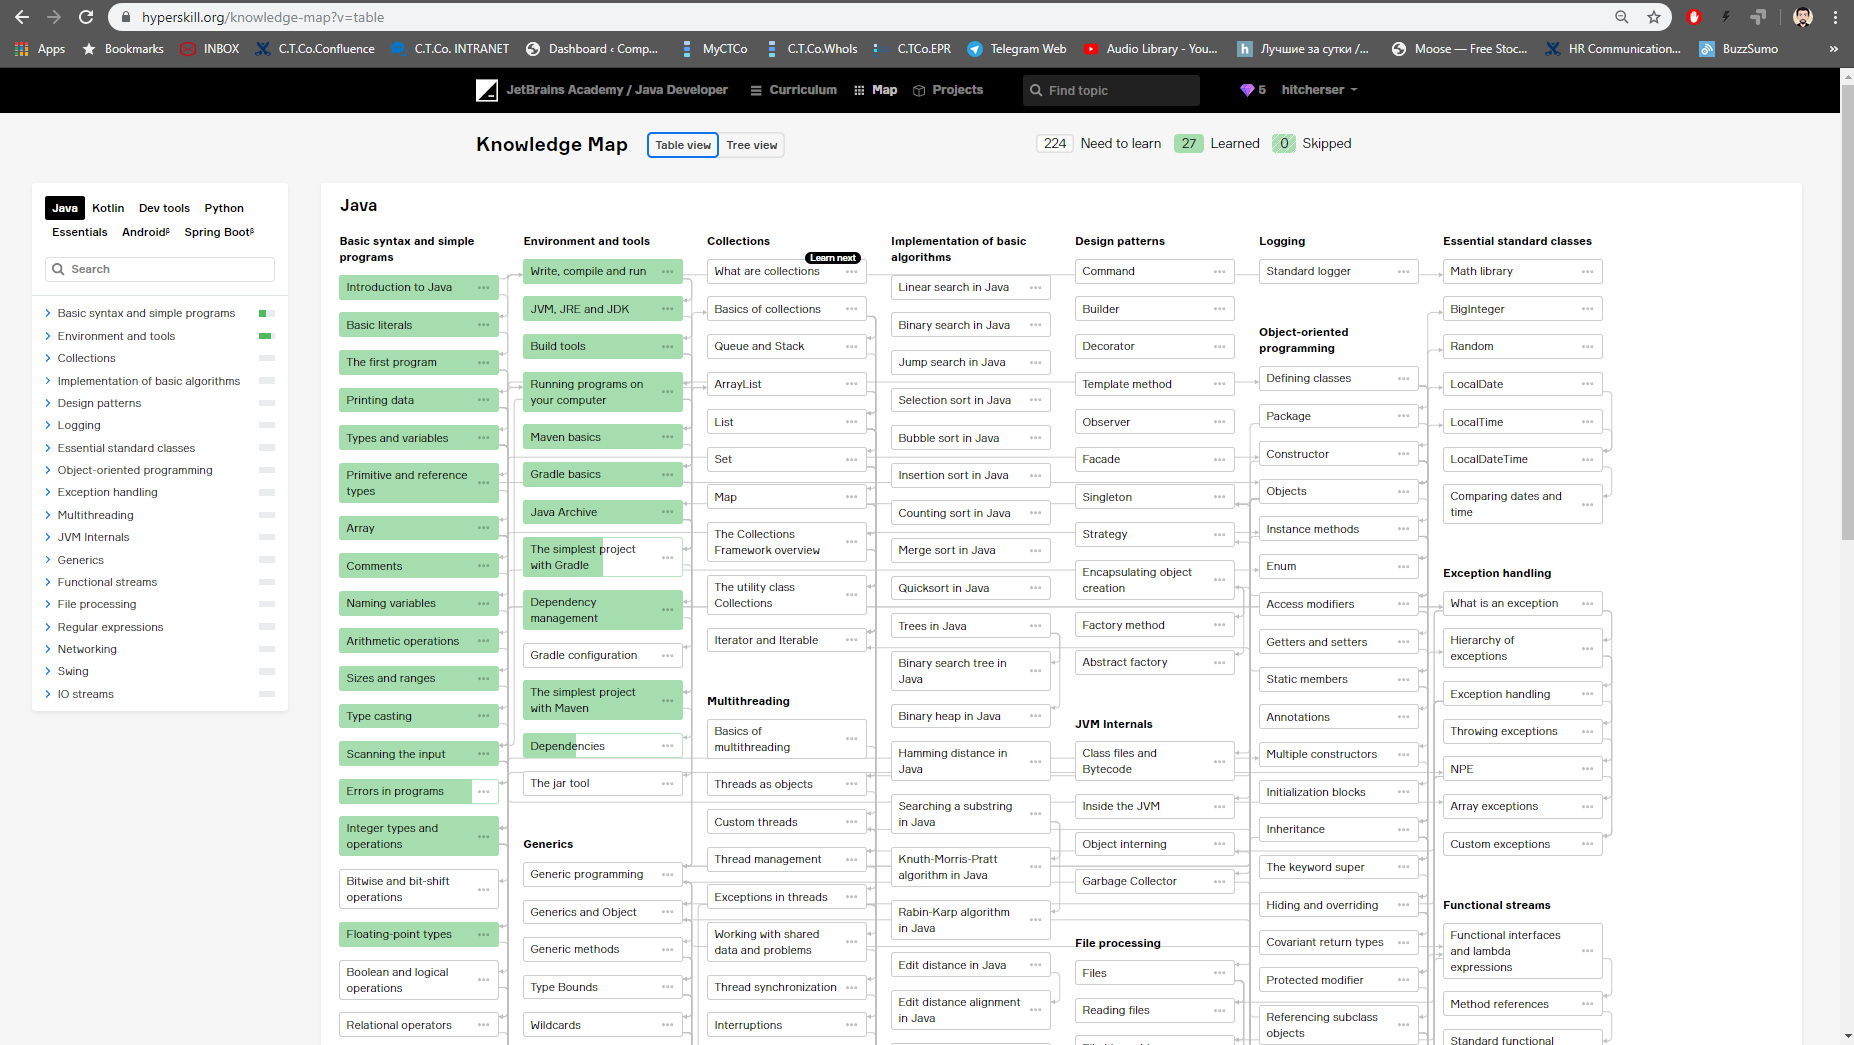 hyperskill.org/knowledge-map?v=table
Apps
Bookmarks
INBOX
C.T.Co.Confluence
C.T.Co. INTRANET
Dashboard ‹ Comp...
MyCTCo
C.T.Co.WhoIs
C.TCo.EPR
Telegram Web
Audio Library - You...
Лучшие за сутки /...
Moose — Free Stoc...
HR Communication...
BuzzSumo
»
JetBrains Academy / Java Developer
Curriculum
Map
Projects
Find topic
5
hitcherser
Knowledge Map
Table view
Tree view
224 Need to learn
27 Learned
0 Skipped
Java Kotlin Dev tools Python
Essentials Androidβ Spring Bootβ
Search
Basic syntax and simple programs
Environment and tools
Collections
Implementation of basic algorithms
Design patterns
Logging
Essential standard classes
Object-oriented programming
Exception handling
Multithreading
JVM Internals
Generics
Functional streams
File processing
Regular expressions
Networking
Swing
IO streams
Java
Basic syntax and simple
programs
Introduction to Java
Basic literals
The first program
Printing data
Types and variables
Primitive and reference
types
Array
Comments
Naming variables
Arithmetic operations
Sizes and ranges
Type casting
Scanning the input
Errors in programs
Integer types and
operations
Bitwise and bit-shift
operations
Floating-point types
Boolean and logical
operations
Relational operators
Environment and tools
Write, compile and run
JVM, JRE and JDK
Build tools
Running programs on
your computer
Maven basics
Gradle basics
Java Archive
The simplest project
with Gradle
Dependency
management
Gradle configuration
The simplest project
with Maven
Dependencies
The jar tool
Generics
Generic programming
Generics and Object
Generic methods
Type Bounds
Wildcards
Collections
Learn next
What are collections
Basics of collections
Queue and Stack
ArrayList
List
Set
Map
The Collections
Framework overview
The utility class
Collections
Iterator and Iterable
Multithreading
Basics of
multithreading
Threads as objects
Custom threads
Thread management
Exceptions in threads
Working with shared
data and problems
Thread synchronization
Interruptions
Implementation of basic
algorithms
Linear search in Java
Binary search in Java
Jump search in Java
Selection sort in Java
Bubble sort in Java
Insertion sort in Java
Counting sort in Java
Merge sort in Java
Quicksort in Java
Trees in Java
Binary search tree in
Java
Binary heap in Java
Hamming distance in
Java
Searching a substring
in Java
Knuth-Morris-Pratt
algorithm in Java
Rabin-Karp algorithm
in Java
Edit distance in Java
Edit distance alignment
in Java
Design patterns
Command
Builder
Decorator
Template method
Observer
Facade
Singleton
Strategy
Encapsulating object
creation
Factory method
Abstract factory
JVM Internals
Class files and
Bytecode
Inside the JVM
Object interning
Garbage Collector
File processing
Files
Reading files
Logging
Standard logger
Object-oriented
programming
Defining classes
Package
Constructor
Objects
Instance methods
Enum
Access modifiers
Getters and setters
Static members
Annotations
Multiple constructors
Initialization blocks
Inheritance
The keyword super
Hiding and overriding
Covariant return types
Protected modifier
Referencing subclass
objects
Essential standard classes
Math library
BigInteger
Random
LocalDate
LocalTime
LocalDateTime
Comparing dates and
time
Exception handling
What is an exception
Hierarchy of
exceptions
Exception handling
Throwing exceptions
NPE
Array exceptions
Custom exceptions
Functional streams
Functional interfaces
and lambda
expressions
Method references
Standard functional